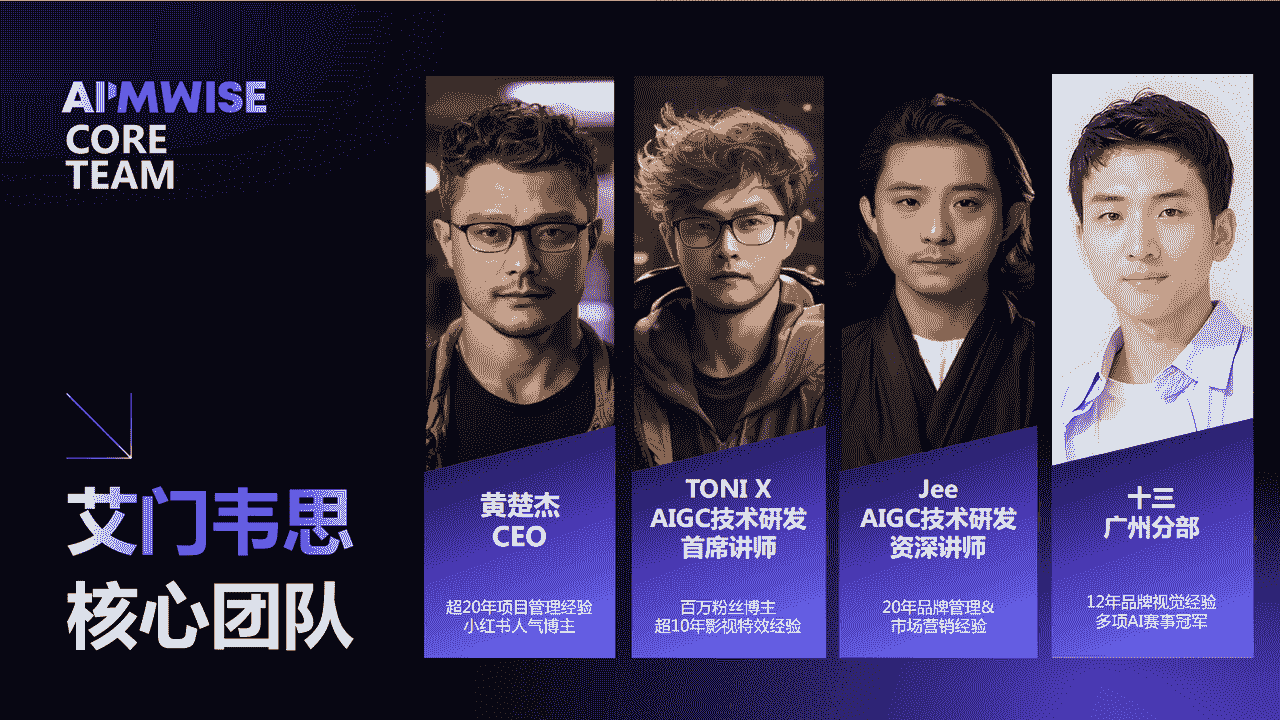 AIPMWISE
CORE
TEAM
艾门韦思
核心团队
黄楚杰
CEO
超20年项目管理经验
小红书人气博主
TONI X
AIGC技术研发
首席讲师
百万粉丝博主
超10年影视特效经验
Jee
AIGC技术研发
资深讲师
20年品牌管理&
市场营销经验
十三
广州分部
12年品牌视觉经验
多项AI赛事冠军